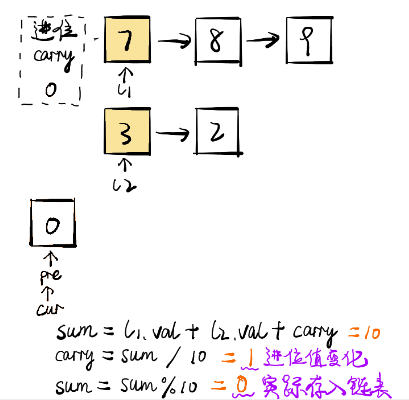 进位
carry
0
7 8 9
l1
3 2
l2
0
pre
cur
sum = l1.val + l2.val + carry = 10
carry = sum / 10 = 1 进位值变化
sum = sum % 10 = 0 实际存入链表